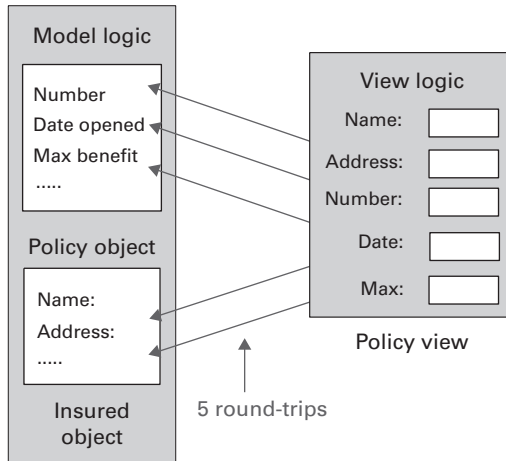 Model logic
Number
Date opened
Max benefit
.....
Policy object
Name:
Address:
.....
Insured
object
View logic
Name:
Address:
Number:
Date:
Max:
Policy view
5 round-trips